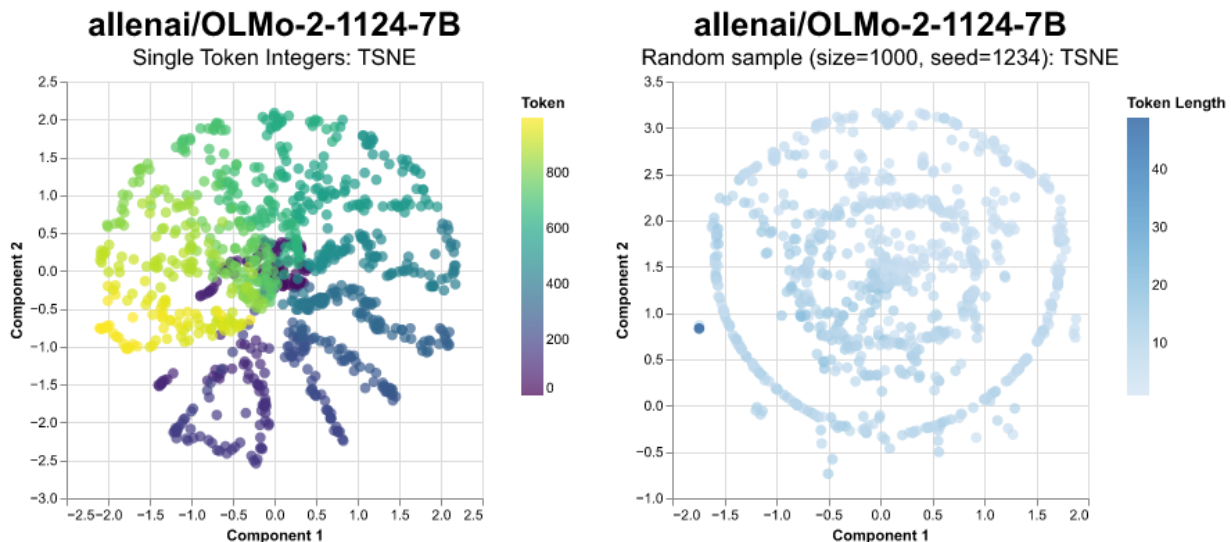 allenai/OLMo-2-1124-7B
Single Token Integers: TSNE
2.5
2.0
1.5
1.0
0.5
0.0
−0.5
−1.0
−1.5
−2.0
−2.5
−3.0
Component 2
−2.5 −2.0 −1.5 −1.0 −0.5 0.0 0.5 1.0 1.5 2.0 2.5
Component 1
Token
800
600
400
200
0
allenai/OLMo-2-1124-7B
Random sample (size=1000, seed=1234): TSNE
3.5
3.0
2.5
2.0
1.5
1.0
0.5
0.0
−0.5
−1.0
Component 2
−2.0 −1.5 −1.0 −0.5 0.0 0.5 1.0 1.5 2.0
Component 1
Token Length
40
30
20
10